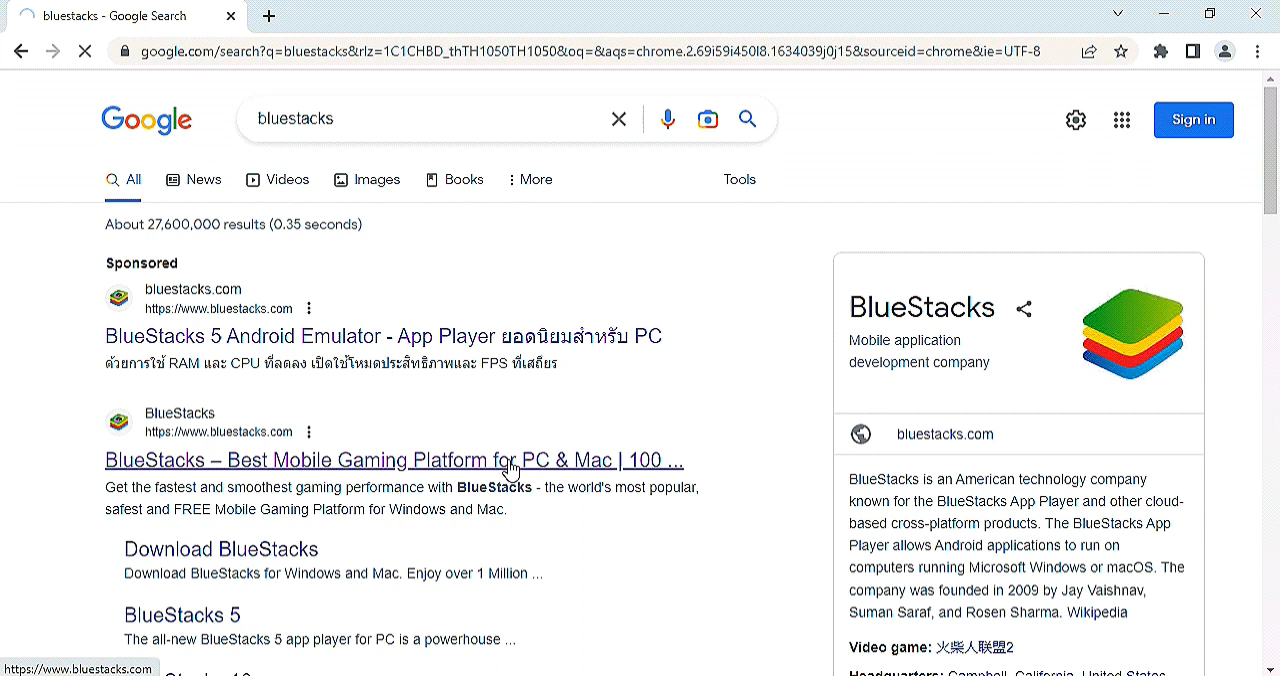 bluestacks - Google Search
google.com/search?q=bluestacks&rlz=1C1CHBD_thTH1050TH1050&oq=&aqs=chrome.2.69i59i450l8.1634039j0j15&sourceid=chrome&ie=UTF-8
Google
bluestacks
Sign in
All
News
Videos
Images
Books
More
Tools
About 27,600,000 results (0.35 seconds)
Sponsored
bluestacks.com
https://www.bluestacks.com
BlueStacks 5 Android Emulator - App Player ยอดนิยมสำหรับ PC
ด้วยการใช้ RAM และ CPU ที่ลดลง เปิดใช้โหมดประสิทธิภาพและ FPS ที่เสถียร
BlueStacks
https://www.bluestacks.com
BlueStacks – Best Mobile Gaming Platform for PC & Mac | 100 ...
Get the fastest and smoothest gaming performance with BlueStacks - the world's most popular,
safest and FREE Mobile Gaming Platform for Windows and Mac.
Download BlueStacks
Download BlueStacks for Windows and Mac. Enjoy over 1 Million ...
BlueStacks 5
The all-new BlueStacks 5 app player for PC is a powerhouse ...
https://www.bluestacks.com
BlueStacks
Mobile application
development company
bluestacks.com
BlueStacks is an American technology company
known for the BlueStacks App Player and other cloud-
based cross-platform products. The BlueStacks App
Player allows Android applications to run on
computers running Microsoft Windows or macOS. The
company was founded in 2009 by Jay Vaishnav,
Suman Saraf, and Rosen Sharma. Wikipedia
Video game: 火柴人联盟2
Headquarters: Campbell, California, United States